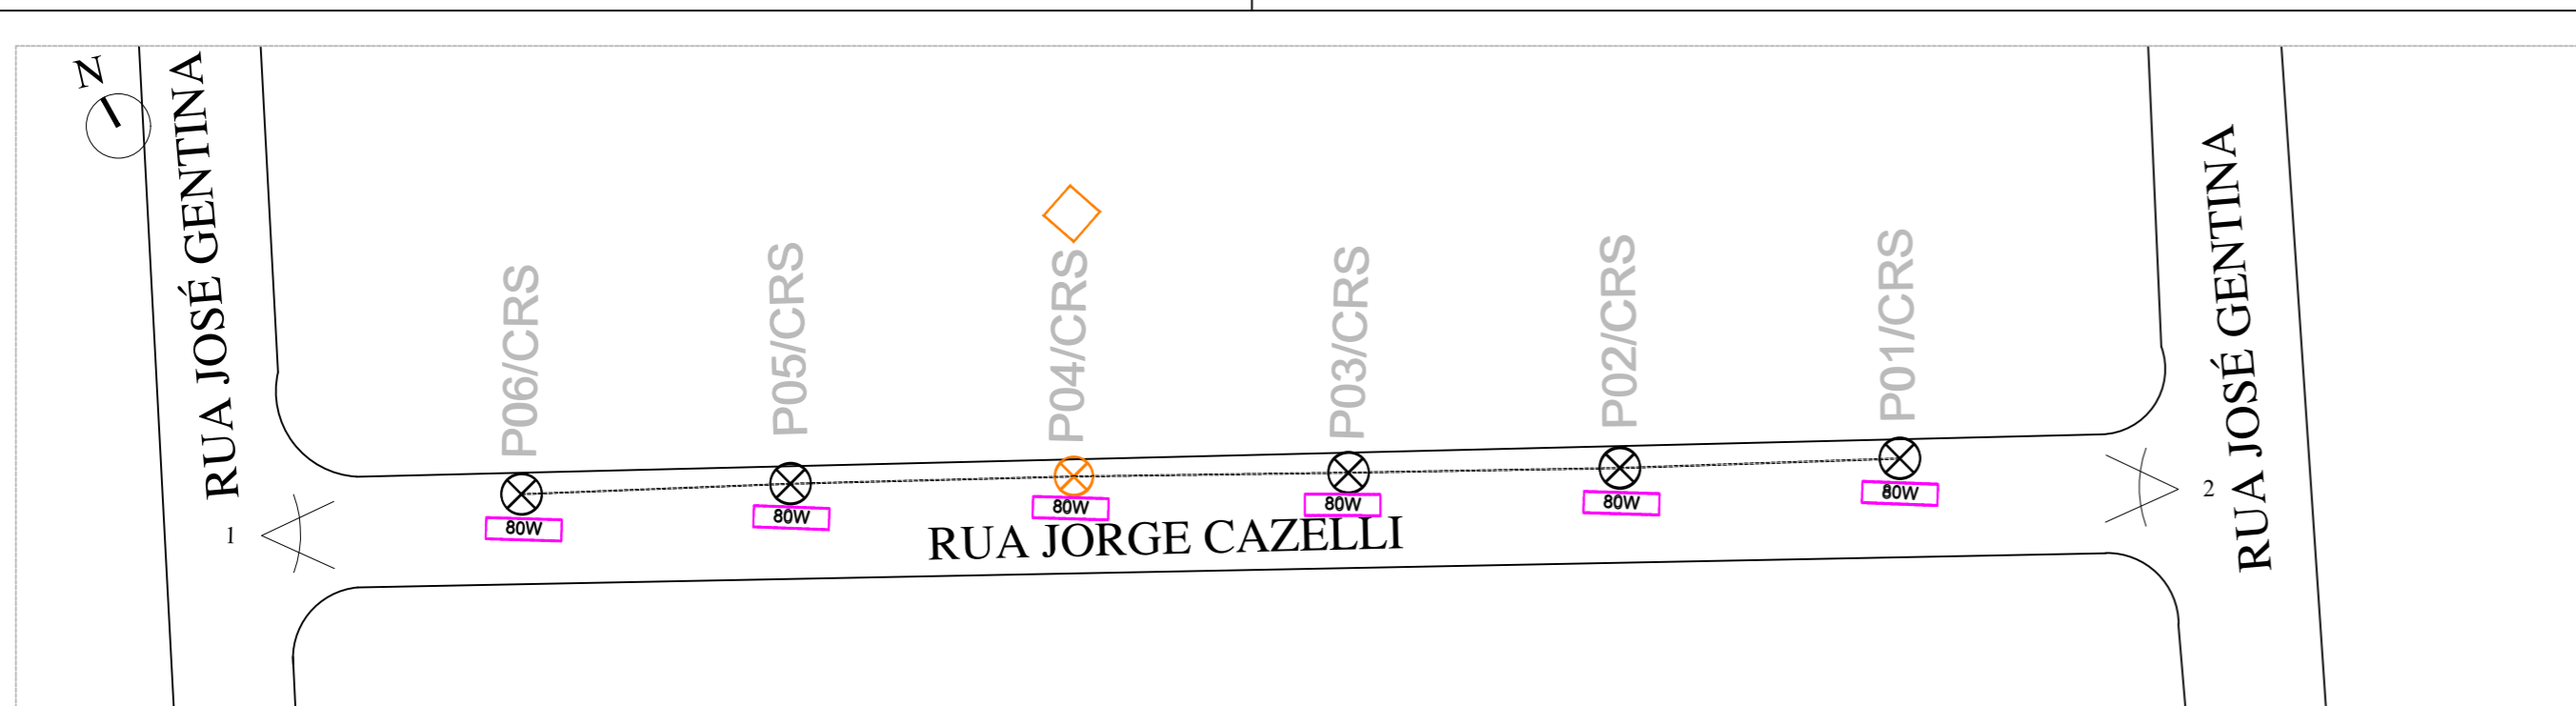 N
RUA JOSÉ GENTINA
P06/CRS
P05/CRS
P04/CRS
P03/CRS
P02/CRS
P01/CRS
RUA JOSÉ GENTINA
80W
80W
80W
80W
80W
80W
1
RUA JORGE CAZELLI
2